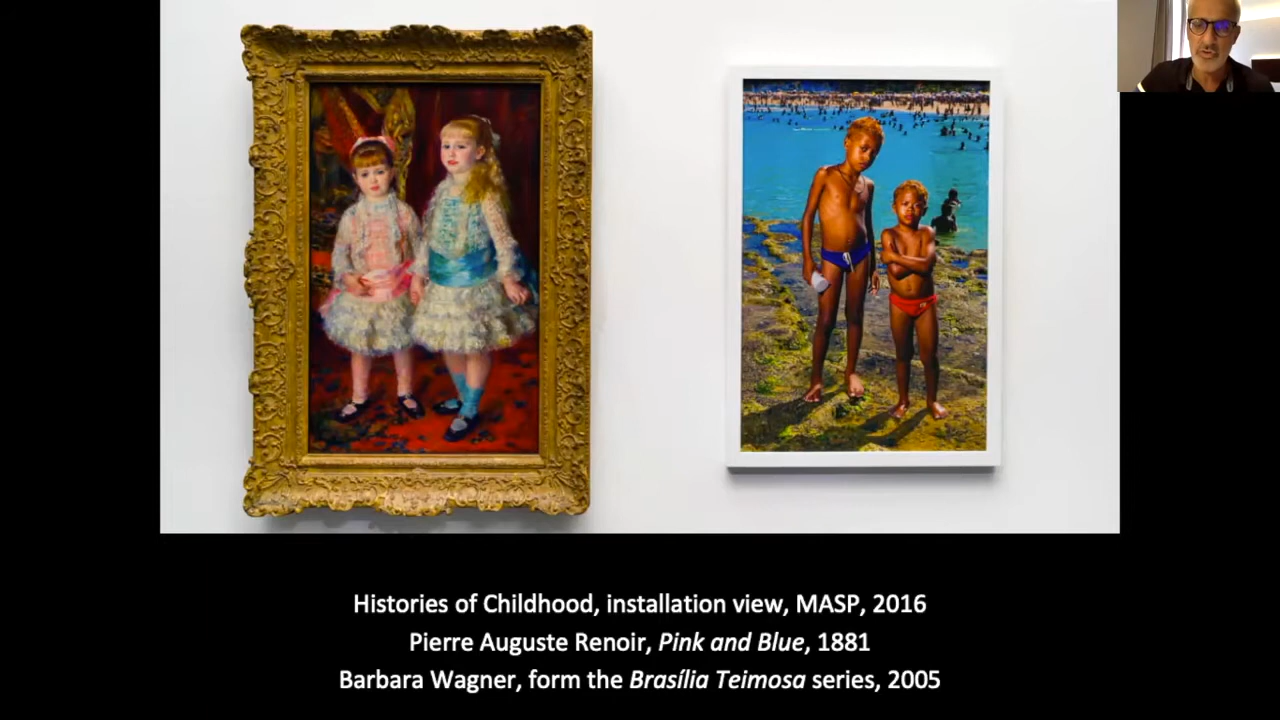 Histories of Childhood, installation view, MASP, 2016
Pierre Auguste Renoir, Pink and Blue, 1881
Barbara Wagner, form the Brasília Teimosa series, 2005